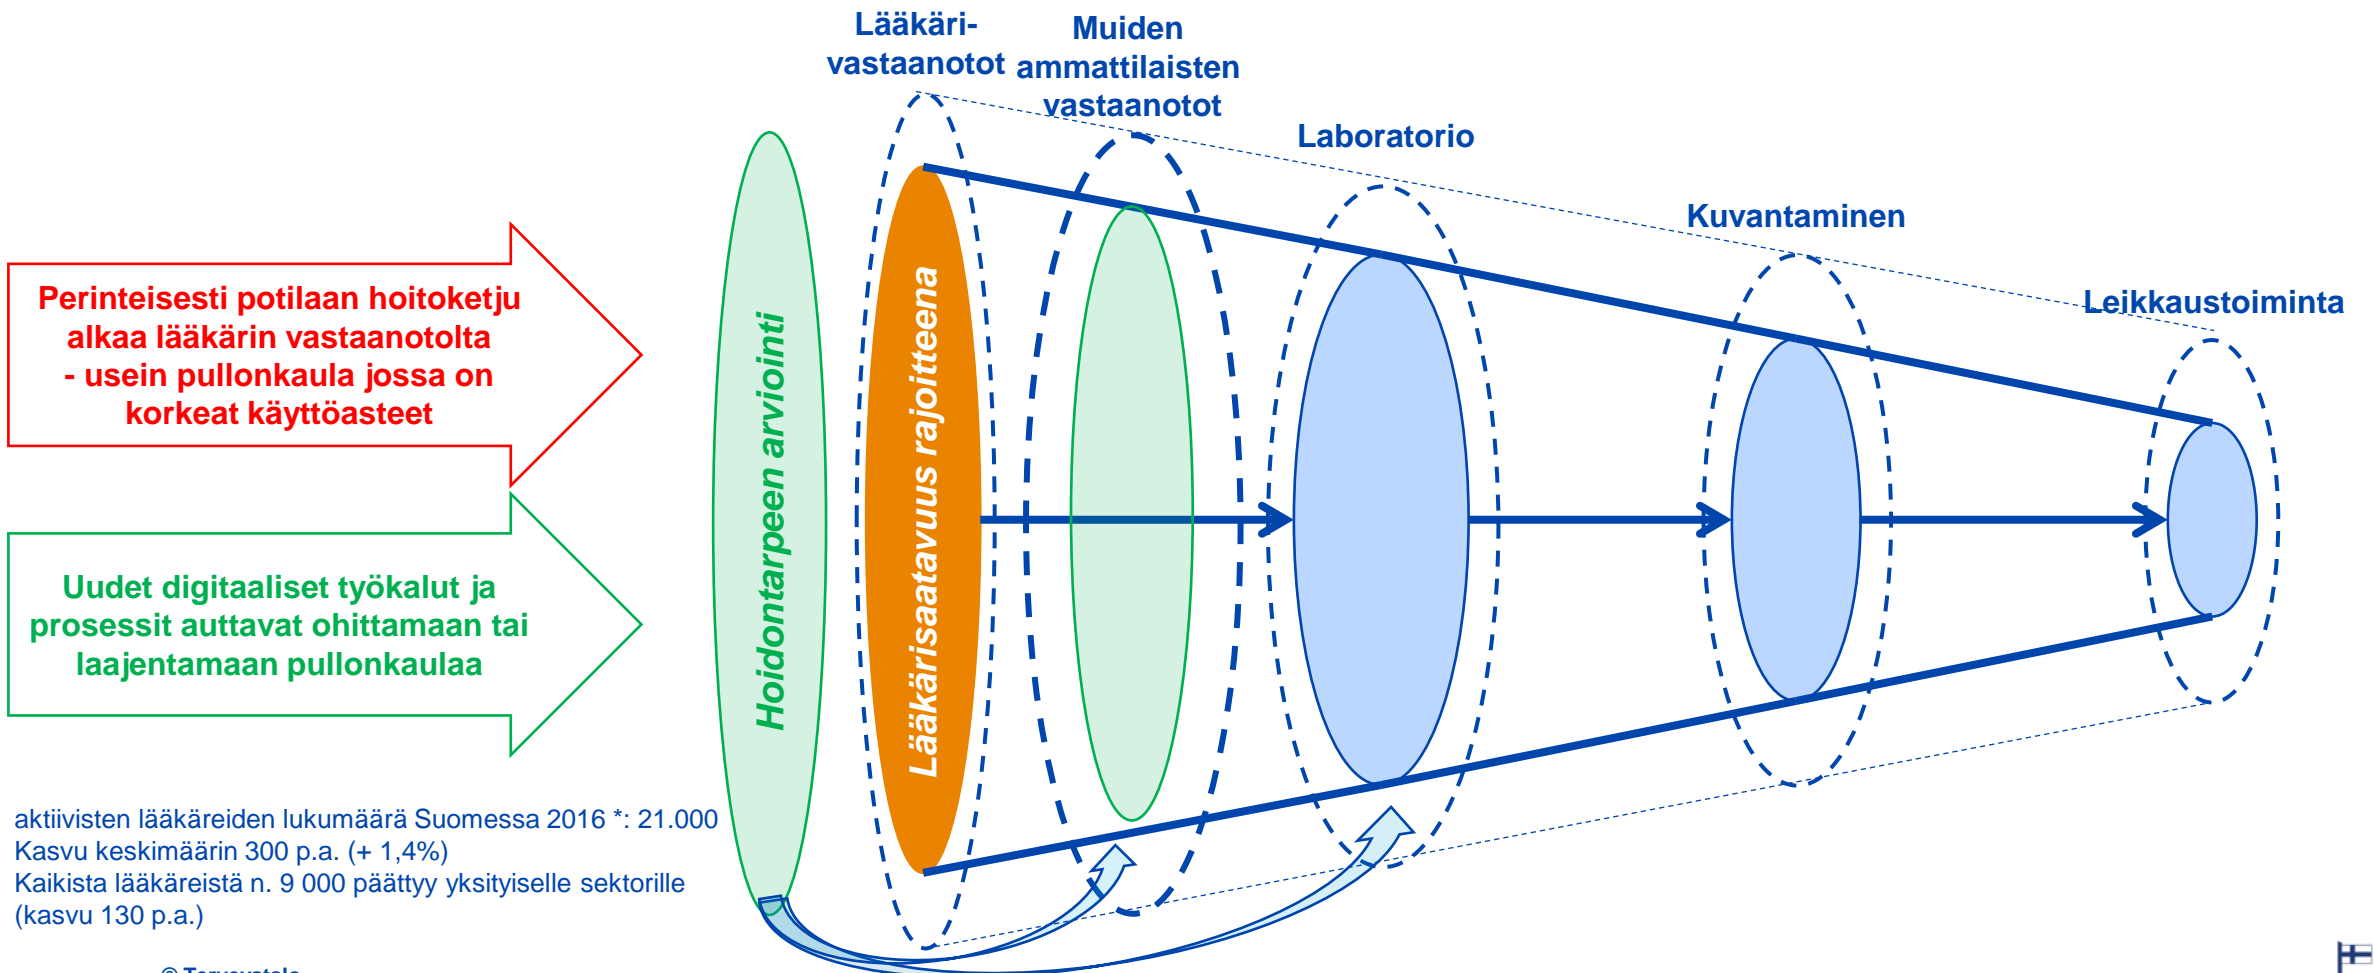 Lääkäri-
vastaanotot
Muiden
ammattilaisten
vastaanotot
Laboratorio
Kuvantaminen
Leikkaustoiminta
Perinteisesti potilaan hoitoketju
alkaa lääkärin vastaanotolta
- usein pullonkaula jossa on
korkeat käyttöasteet
Uudet digitaaliset työkalut ja
prosessit auttavat ohittamaan tai
laajentamaan pullonkaulaa
Hoidontarpeen arviointi
Lääkärisaatavuus rajoitteena
aktiivisten lääkäreiden lukumäärä Suomessa 2016 *: 21.000
Kasvu keskimäärin 300 p.a. (+ 1,4%)
Kaikista lääkäreistä n. 9 000 päättyy yksityiselle sektorille
(kasvu 130 p.a.)
© Terveystalo